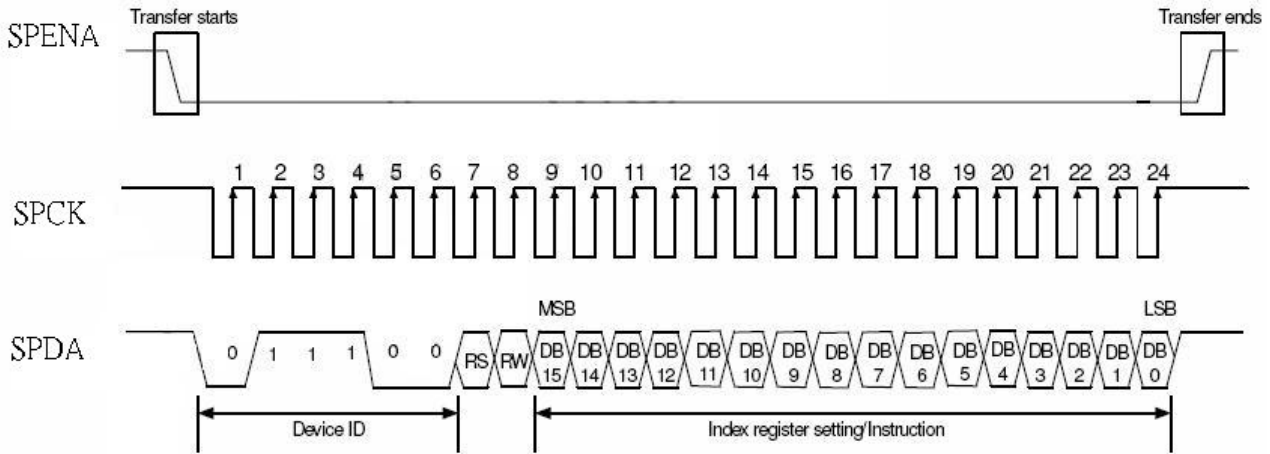 Transfer starts
Transfer ends
SPENA
1 2 3 4 5 6 7 8 9 10 11 12 13 14 15 16 17 18 19 20 21 22 23 24
SPCK
MSB LSB
SPDA
0 1 1 1 0 0 RS RW DB 15 DB 14 DB 13 DB 12 DB 11 DB 10 DB 9 DB 8 DB 7 DB 6 DB 5 DB 4 DB 3 DB 2 DB 1 DB 0
Device ID
Index register setting/Instruction